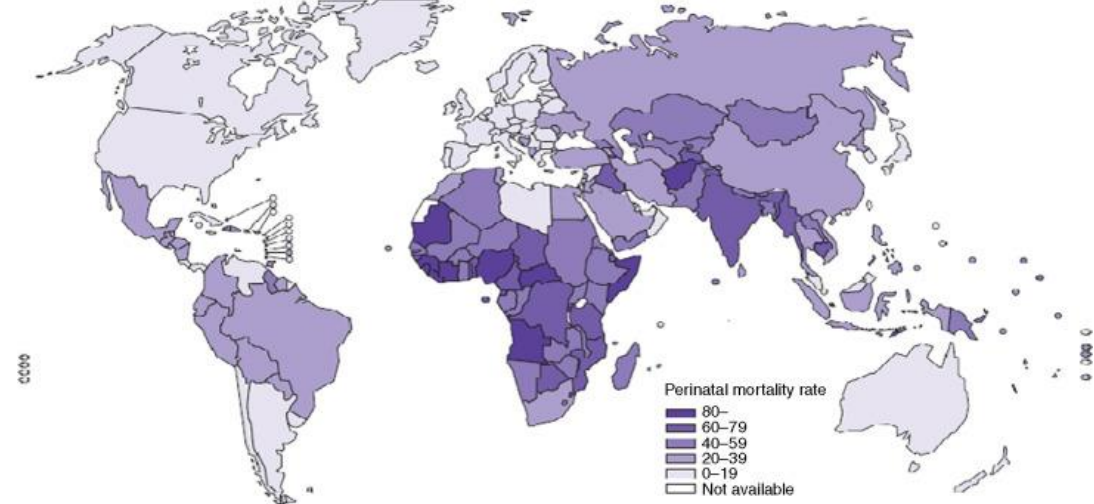 Perinatal mortality rate
80–
60–79
40–59
20–39
0–19
Not available